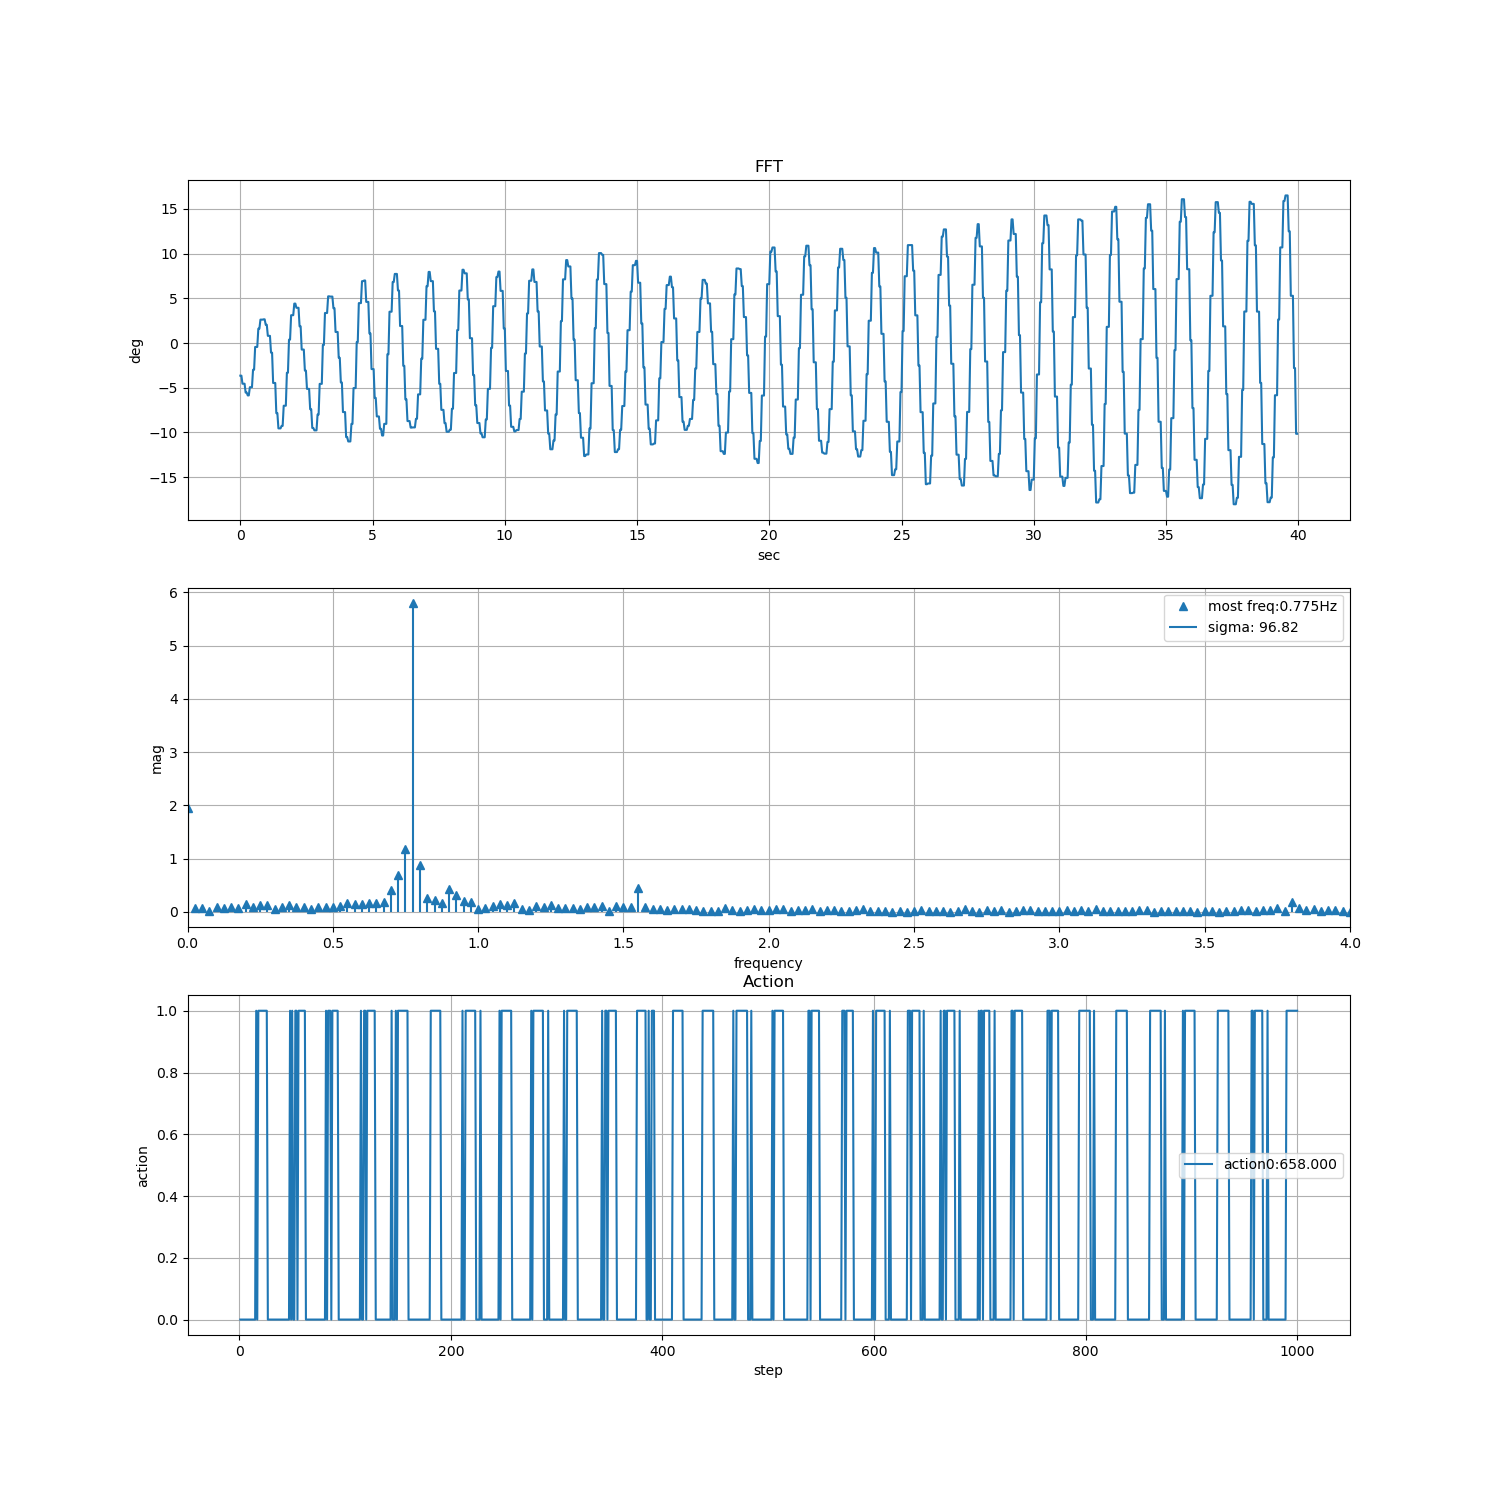 FFT
15
10
5
0
−5
−10
−15
deg
0 5 10 15 20 25 30 35 40
sec
6
5
4
3
2
1
0
mag
most freq:0.775Hz
sigma: 96.82
0.0 0.5 1.0 1.5 2.0 2.5 3.0 3.5 4.0
frequency
Action
1.0
0.8
0.6
0.4
0.2
0.0
action
action0:658.000
0 200 400 600 800 1000
step